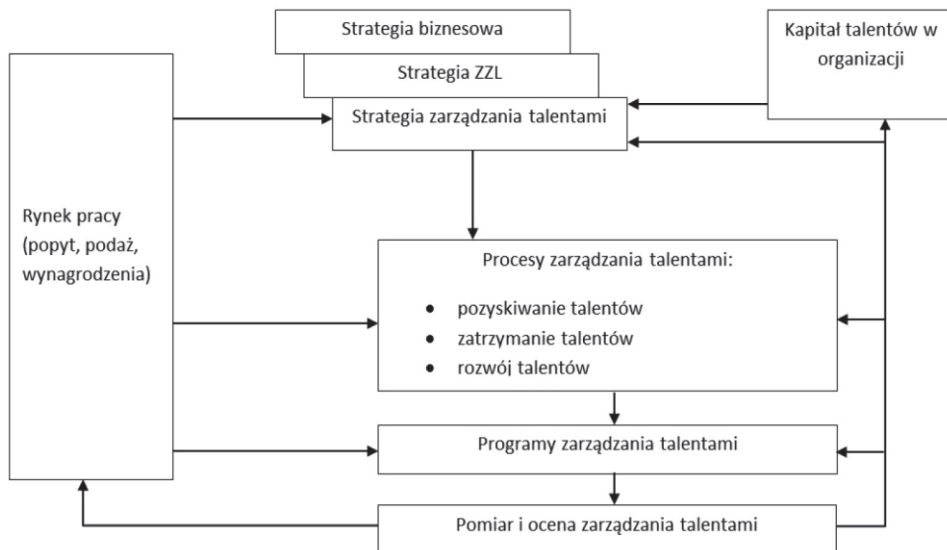 Strategia biznesowa
Strategia ZZL
Strategia zarządzania talentami
Kapitał talentów w
organizacji
Rynek pracy
(popyt, podaż,
wynagrodzenia)
Procesy zarządzania talentami:
• pozyskiwanie talentów
• zatrzymanie talentów
• rozwój talentów
Programy zarządzania talentami
Pomiar i ocena zarządzania talentami